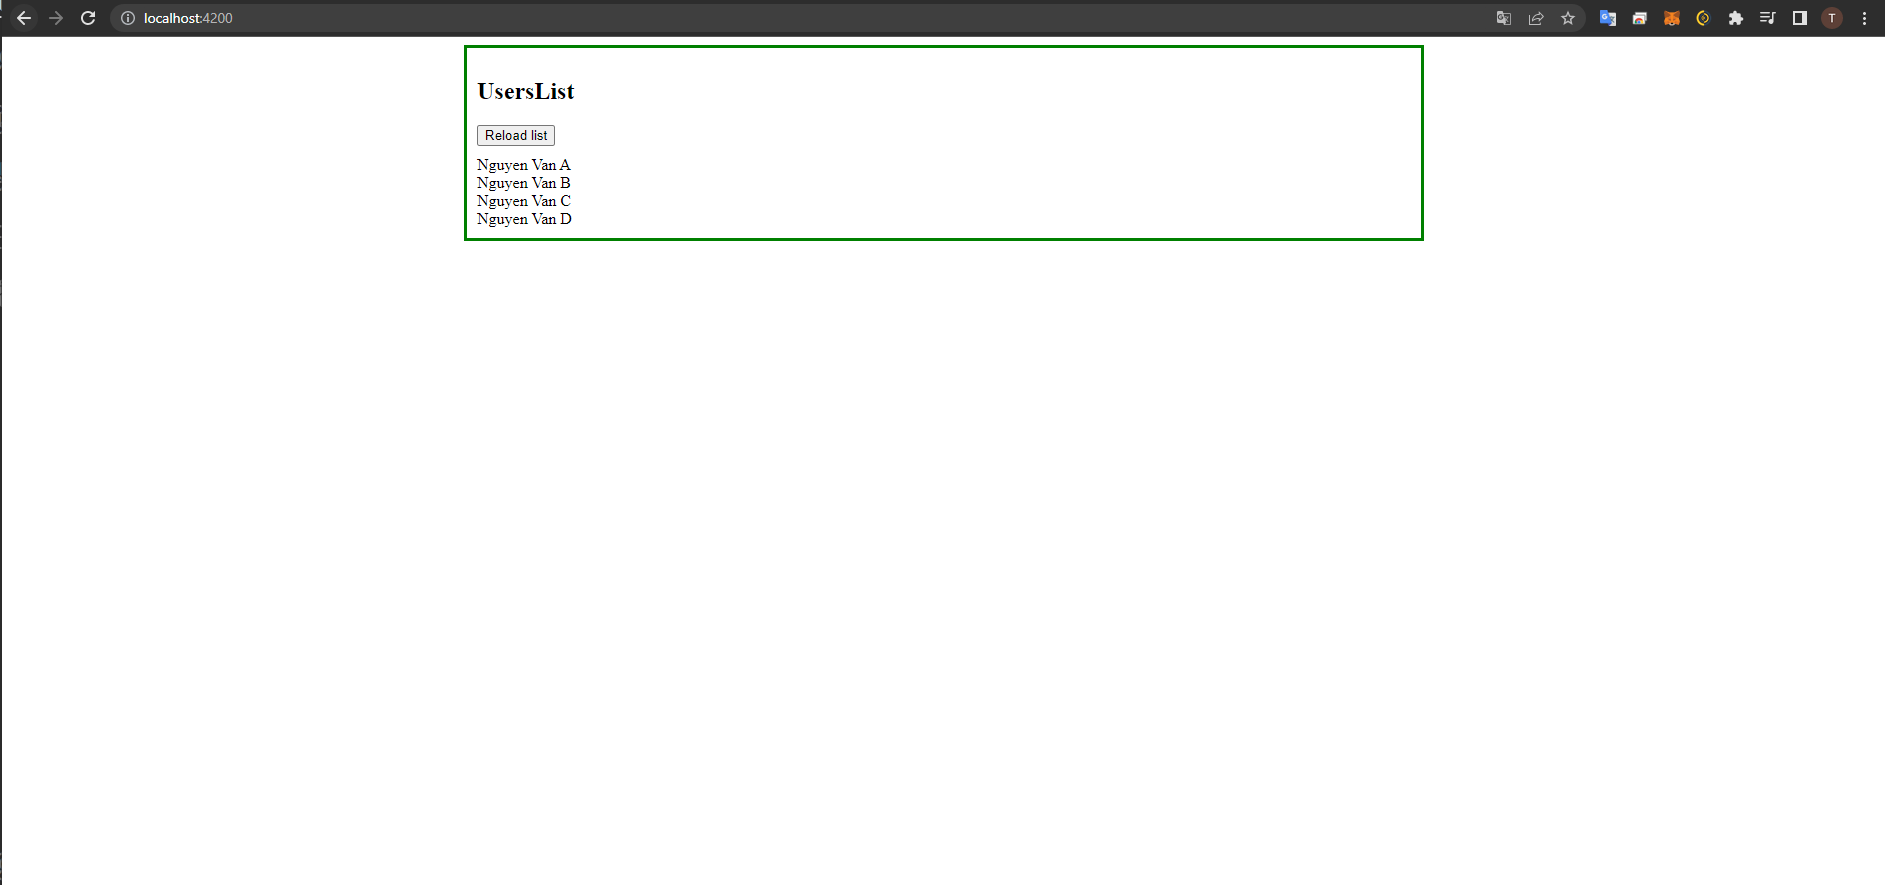 localhost:4200
T
UsersList
Reload list
Nguyen Van A
Nguyen Van B
Nguyen Van C
Nguyen Van D